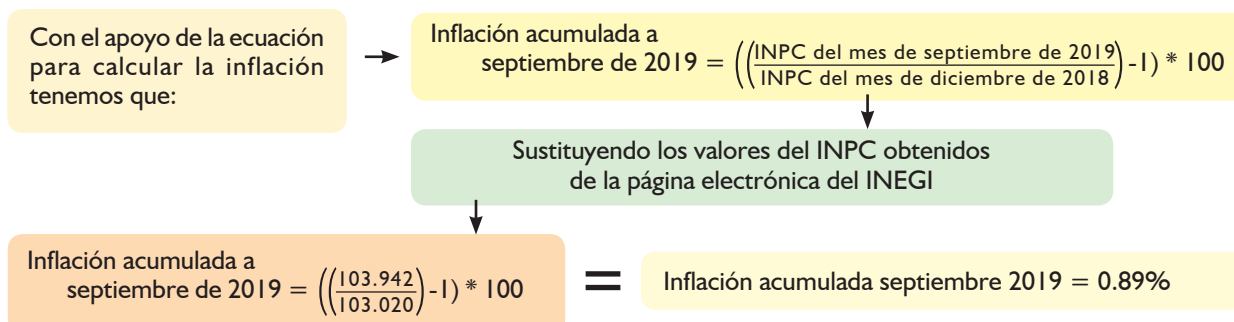 Con el apoyo de la ecuación
para calcular la inflación
tenemos que:
Inflación acumulada a
septiembre de 2019 = ((INPC del mes de septiembre de 2019/INPC del mes de diciembre de 2018) -1) * 100
Sustituyendo los valores del INPC obtenidos
de la página electrónica del INEGI
Inflación acumulada a
septiembre de 2019 = ((103.942/103.020) -1) * 100
=
Inflación acumulada septiembre 2019 = 0.89%